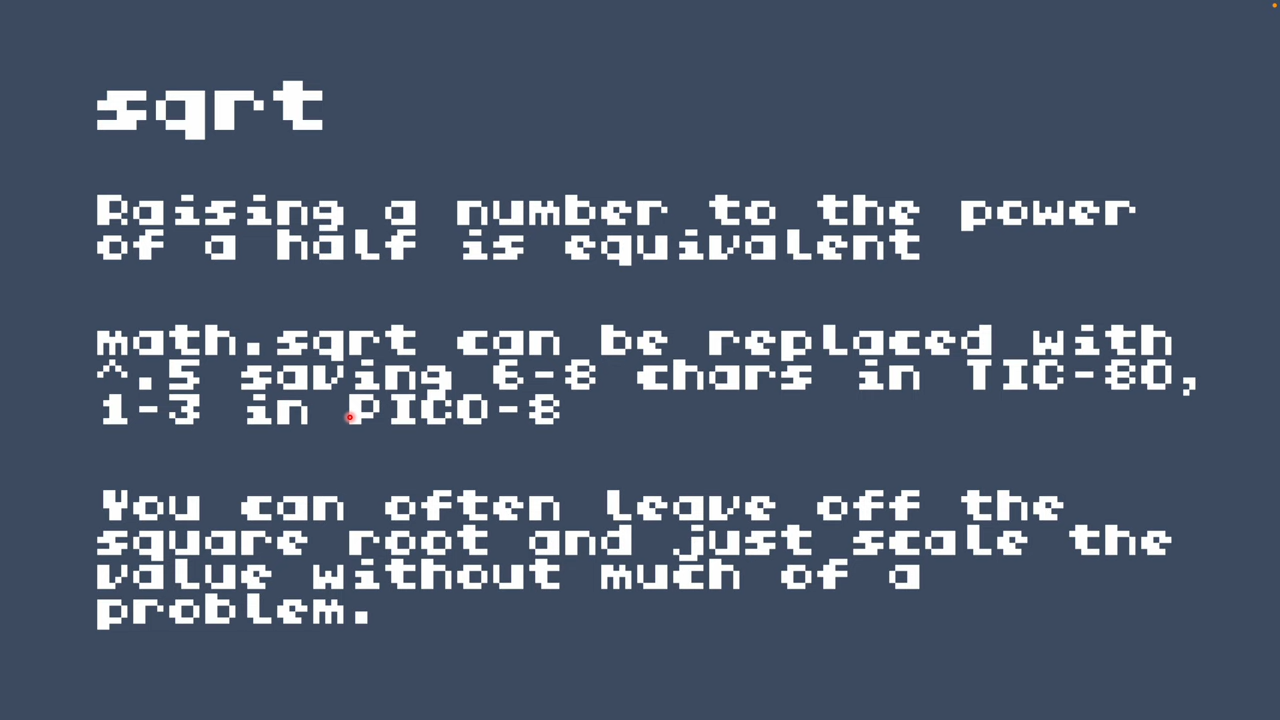 sqrt
Raising a number to the power
of a half is equivalent
math.sqrt can be replaced with
^.5 saving 6-8 chars in TIC-80,
1-3 in PICO-8
You can often leave off the
square root and just scale the
value without much of a
problem.